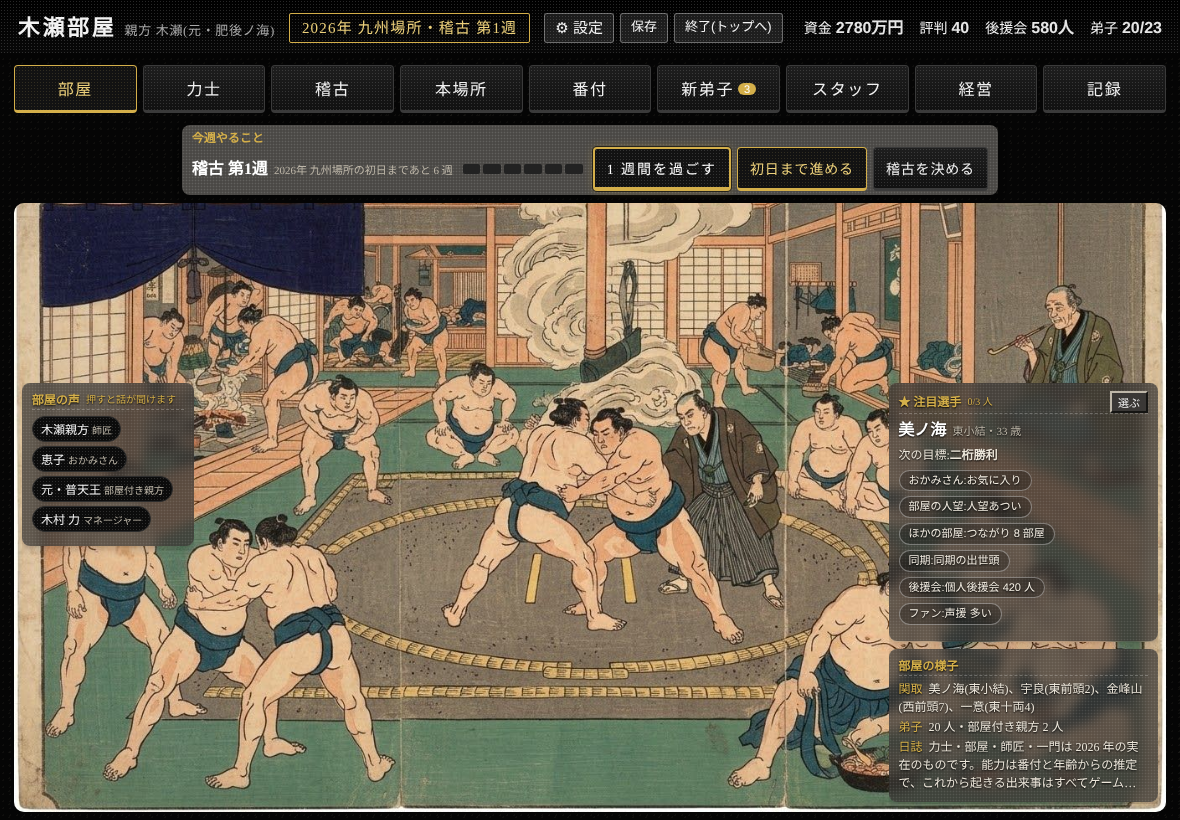 木瀬部屋 親方 木瀬(元・肥後ノ海) 2026年 九州場所・稽古 第1週 ⚙ 設定 保存 終了(トップへ) 資金 2780万円 評判 40 後援会 580人 弟子 20/23
部屋 力士 稽古 本場所 番付 新弟子 3 スタッフ 経営 記録
今週やること
稽古 第1週 2026年 九州場所の初日まであと 6 週 1 週間を過ごす 初日まで進める 稽古を決める
部屋の声 押すと話が聞けます
木瀬親方 師匠
恵子 おかみさん
元・普天王 部屋付き親方
木村 力 マネージャー
★ 注目選手 0/3 人 選ぶ
美ノ海 東小結・33 歳
次の目標:二桁勝利
おかみさん:お気に入り
部屋の人望:人望あつい
ほかの部屋:つながり 8 部屋
同期:同期の出世頭
後援会:個人後援会 420 人
ファン:声援 多い
部屋の様子
関取 美ノ海(東小結)、宇良(東前頭2)、金峰山
(西前頭7)、一意(東十両4)
弟子 20 人・部屋付き親方 2 人
日誌 力士・部屋・師匠・一門は 2026 年の実
在のものです。能力は番付と年齢からの推定
で、これから起きる出来事はすべてゲーム…